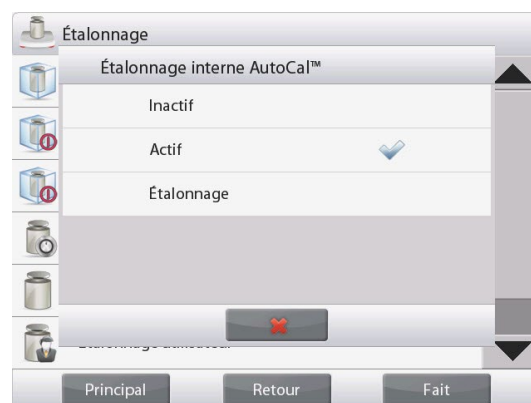 Étalonnage
Étalonnage interne AutoCal™
Inactif
Actif
Étalonnage
Principal
Retour
Fait